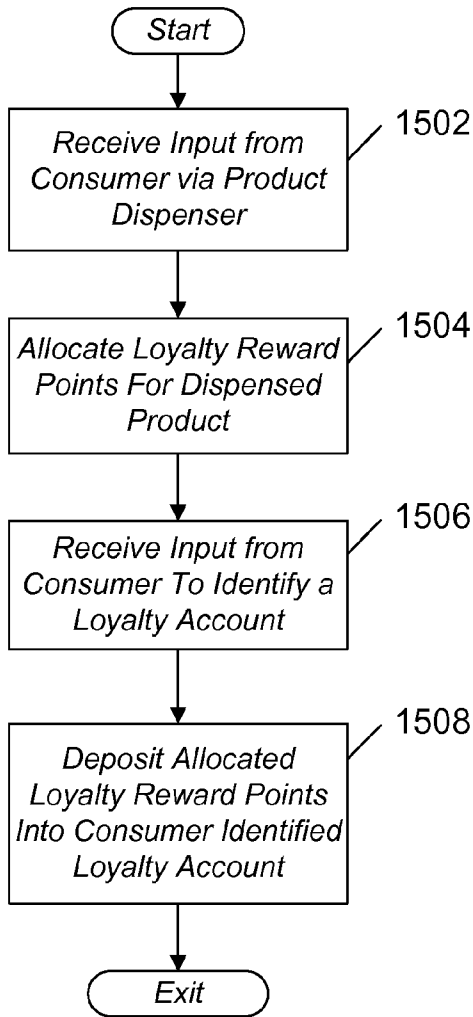 Start
1502
Receive Input from
Consumer via Product
Dispenser
1504
Allocate Loyalty Reward
Points For Dispensed
Product
1506
Receive Input from
Consumer To Identify a
Loyalty Account
1508
Deposit Allocated
Loyalty Reward Points
Into Consumer Identified
Loyalty Account
Exit